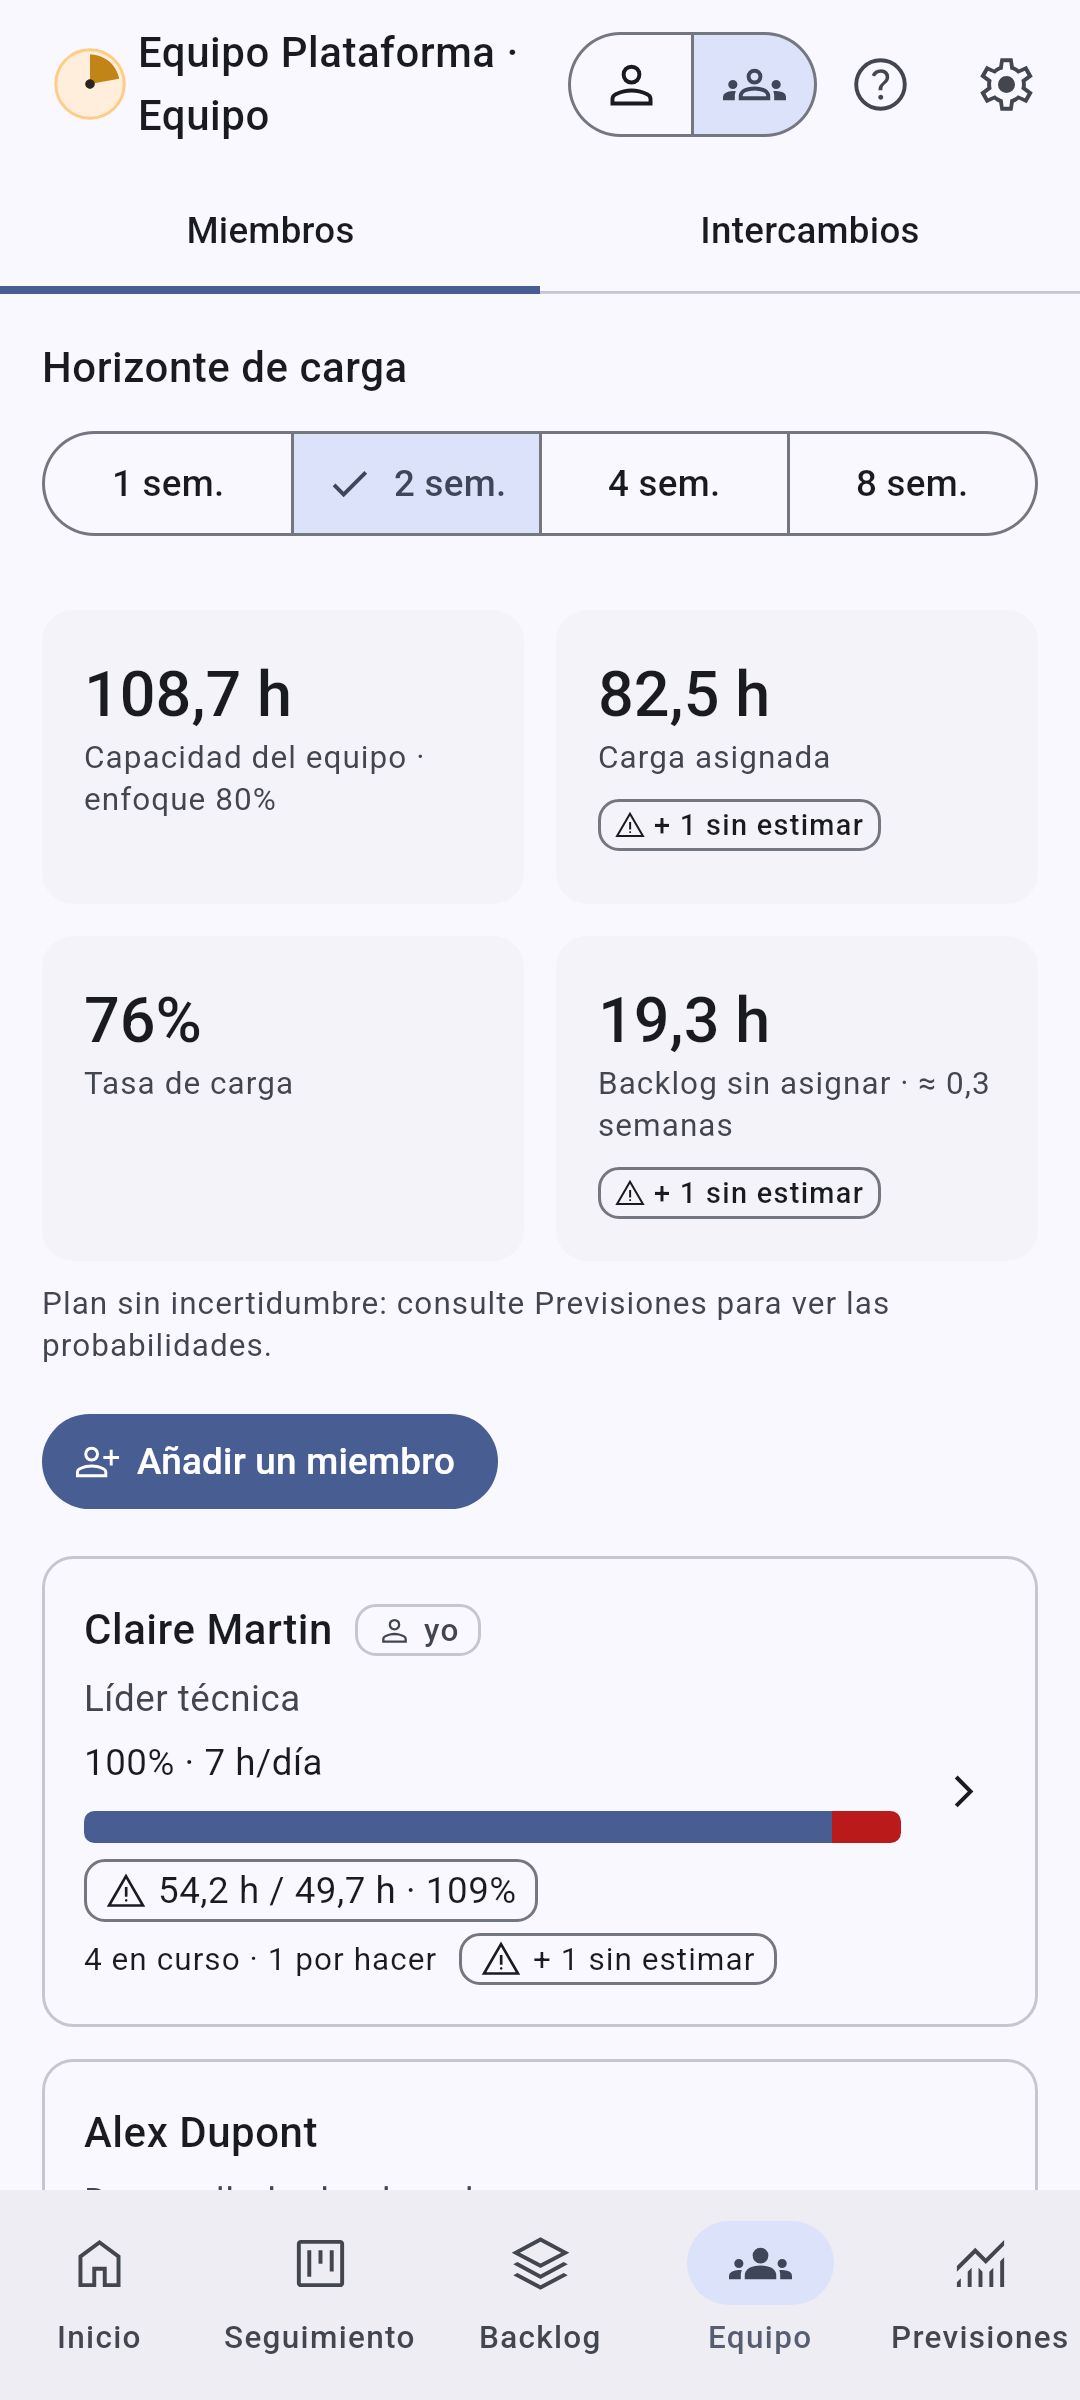 Equipo Plataforma ·
Equipo
Miembros
Intercambios
Horizonte de carga
1 sem.
2 sem.
4 sem.
8 sem.
108,7 h
Capacidad del equipo ·
enfoque 80%
82,5 h
Carga asignada
+ 1 sin estimar
76%
Tasa de carga
19,3 h
Backlog sin asignar · ≈ 0,3
semanas
+ 1 sin estimar
Plan sin incertidumbre: consulte Previsiones para ver las
probabilidades.
Añadir un miembro
Claire Martin
yo
Líder técnica
100% · 7 h/día
54,2 h / 49,7 h · 109%
4 en curso · 1 por hacer
+ 1 sin estimar
Alex Dupont
Inicio
Seguimiento
Backlog
Equipo
Previsiones